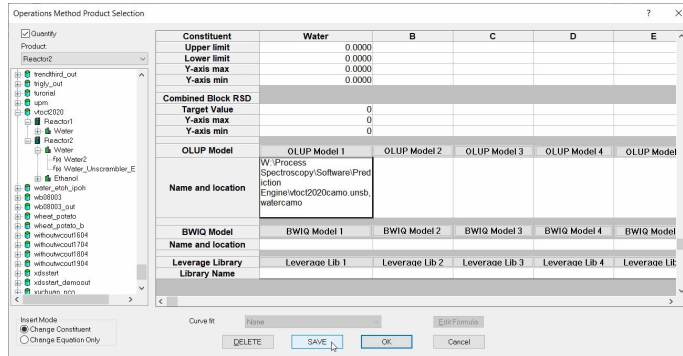 Operations Method Product Selection
? ×
Quantify
Product:
Reactor2
trendthird_out
trigly_out
turorial
upm
vtoct2020
Reactor1
Water
Reactor2
Water
f(x) Water2
f(x) Water_Unscrambler_E
Ethanol
water_etoh_ipoh
wb08003
wb08003_out
wheat_potato
wheat_potato_b
withoutwcout1604
withoutwcout1704
withoutwcout1804
withoutwcout1904
xdsstart
xdsstart_demoout
xuchuan_nco
Constituent Water B C D E
Upper limit 0.0000
Lower limit 0.0000
Y-axis max 0.0000
Y-axis min 0.0000
Combined Block RSD
Target Value 0
Y-axis max 0
Y-axis min 0
OLUP Model OLUP Model 1 OLUP Model 2 OLUP Model 3 OLUP Model 4 OLUP Model
Name and location
W:\Process
Spectroscopy\Software\Pred
iction
Engine\vtoct2020camo.unsb,
watercamo
BWIQ Model BWIQ Model 1 BWIQ Model 2 BWIQ Model 3 BWIQ Model 4 BWIQ Model
Name and location
Leverage Library Leverage Lib 1 Leverage Lib 2 Leverage Lib 3 Leverage Lib 4 Leverage Lib
Library Name
Insert Mode
Change Constituent
Change Equation Only
Curve fit: None Edit Formula
DELETE SAVE OK Cancel